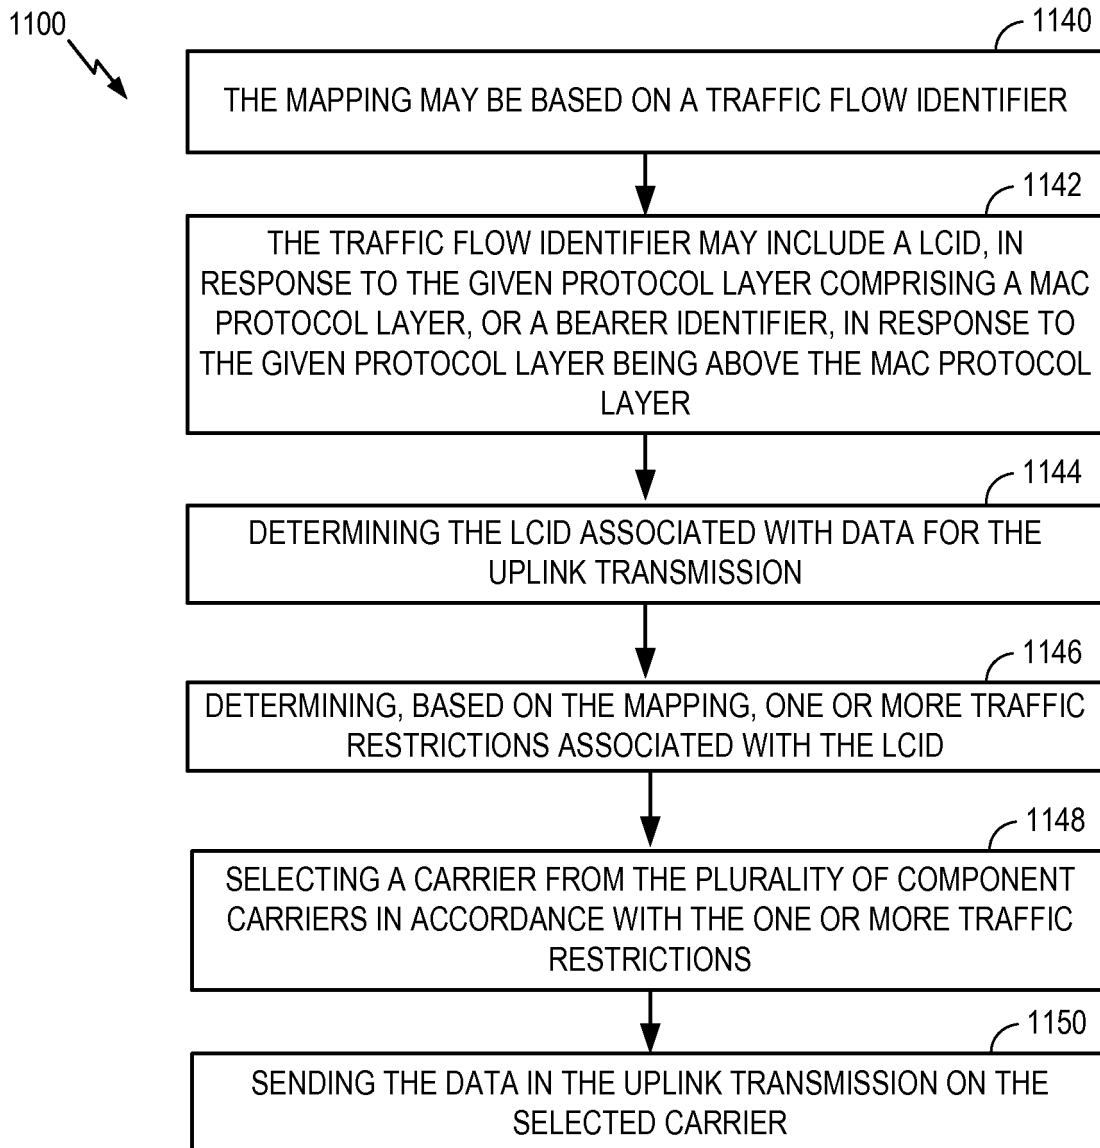 1100
1140
THE MAPPING MAY BE BASED ON A TRAFFIC FLOW IDENTIFIER
1142
THE TRAFFIC FLOW IDENTIFIER MAY INCLUDE A LCID, IN
RESPONSE TO THE GIVEN PROTOCOL LAYER COMPRISING A MAC
PROTOCOL LAYER, OR A BEARER IDENTIFIER, IN RESPONSE TO
THE GIVEN PROTOCOL LAYER BEING ABOVE THE MAC PROTOCOL
LAYER
1144
DETERMINING THE LCID ASSOCIATED WITH DATA FOR THE
UPLINK TRANSMISSION
1146
DETERMINING, BASED ON THE MAPPING, ONE OR MORE TRAFFIC
RESTRICTIONS ASSOCIATED WITH THE LCID
1148
SELECTING A CARRIER FROM THE PLURALITY OF COMPONENT
CARRIERS IN ACCORDANCE WITH THE ONE OR MORE TRAFFIC
RESTRICTIONS
1150
SENDING THE DATA IN THE UPLINK TRANSMISSION ON THE
SELECTED CARRIER